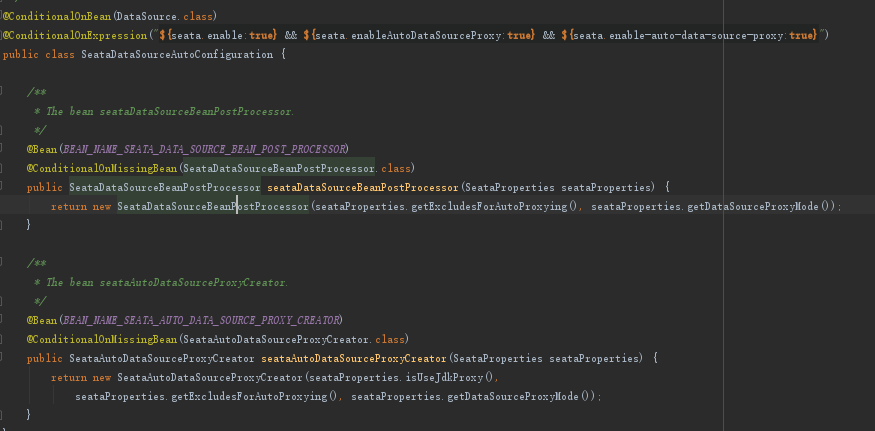 @ConditionalOnBean(DataSource.class)
@ConditionalOnExpression("${seata.enable:true} && ${seata.enableAutoDataSourceProxy:true} && ${seata.enable-auto-data-source-proxy:true}")
public class SeataDataSourceAutoConfiguration {
/**
* The bean seataDataSourceBeanPostProcessor.
*/
@Bean(BEAN_NAME_SEATA_DATA_SOURCE_BEAN_POST_PROCESSOR)
@ConditionalOnMissingBean(SeataDataSourceBeanPostProcessor.class)
public SeataDataSourceBeanPostProcessor seataDataSourceBeanPostProcessor(SeataProperties seataProperties) {
return new SeataDataSourceBeanPostProcessor(seataProperties.getExcludesForAutoProxying(), seataProperties.getDataSourceProxyMode());
}
/**
* The bean seataAutoDataSourceProxyCreator.
*/
@Bean(BEAN_NAME_SEATA_AUTO_DATA_SOURCE_PROXY_CREATOR)
@ConditionalOnMissingBean(SeataAutoDataSourceProxyCreator.class)
public SeataAutoDataSourceProxyCreator seataAutoDataSourceProxyCreator(SeataProperties seataProperties) {
return new SeataAutoDataSourceProxyCreator(seataProperties.isUseJdkProxy(),
seataProperties.getExcludesForAutoProxying(), seataProperties.getDataSourceProxyMode());
}